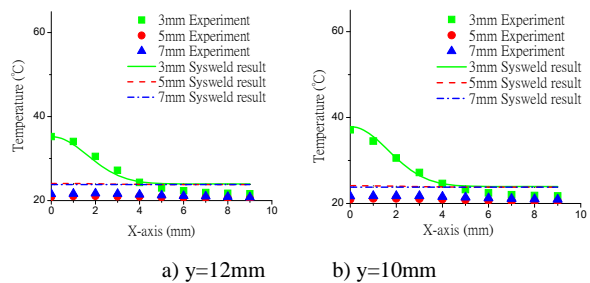 60
40
20
0 2 4 6 8 10
Temperature (℃)
X-axis (mm)
3mm Experiment
5mm Experiment
7mm Experiment
3mm Sysweld result
5mm Sysweld result
7mm Sysweld result
60
40
20
0 2 4 6 8 10
Temperature (℃)
X-axis (mm)
3mm Experiment
5mm Experiment
7mm Experiment
3mm Sysweld result
5mm Sysweld result
7mm Sysweld result
a) y=12mm
b) y=10mm